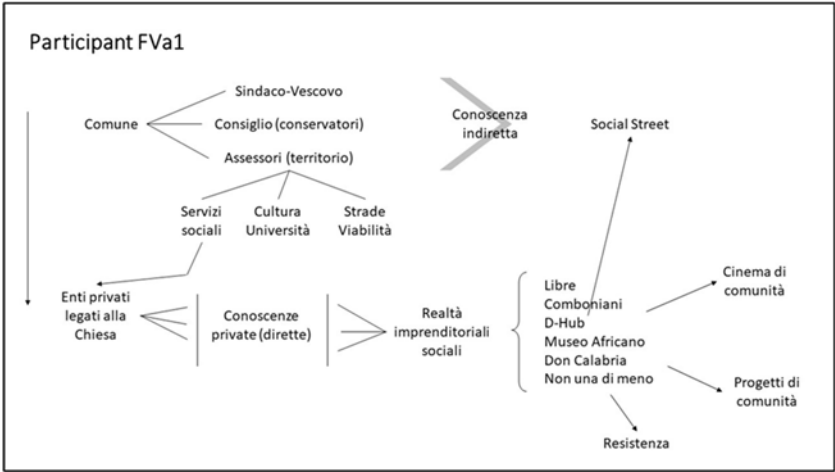 Participant FVa1
Sindaco-Vescovo
Comune
Consiglio (conservatori)
Assessori (territorio)
Conoscenza
indiretta
Social Street
Servizi
sociali
Cultura
Università
Strade
Viabilità
Enti privati
legati alla
Chiesa
Conoscenze
private (dirette)
Realtà
imprenditoriali
sociali
Libre
Comboniani
D-Hub
Museo Africano
Don Calabria
Non una di meno
Cinema di
comunità
Progetti di
comunità
Resistenza